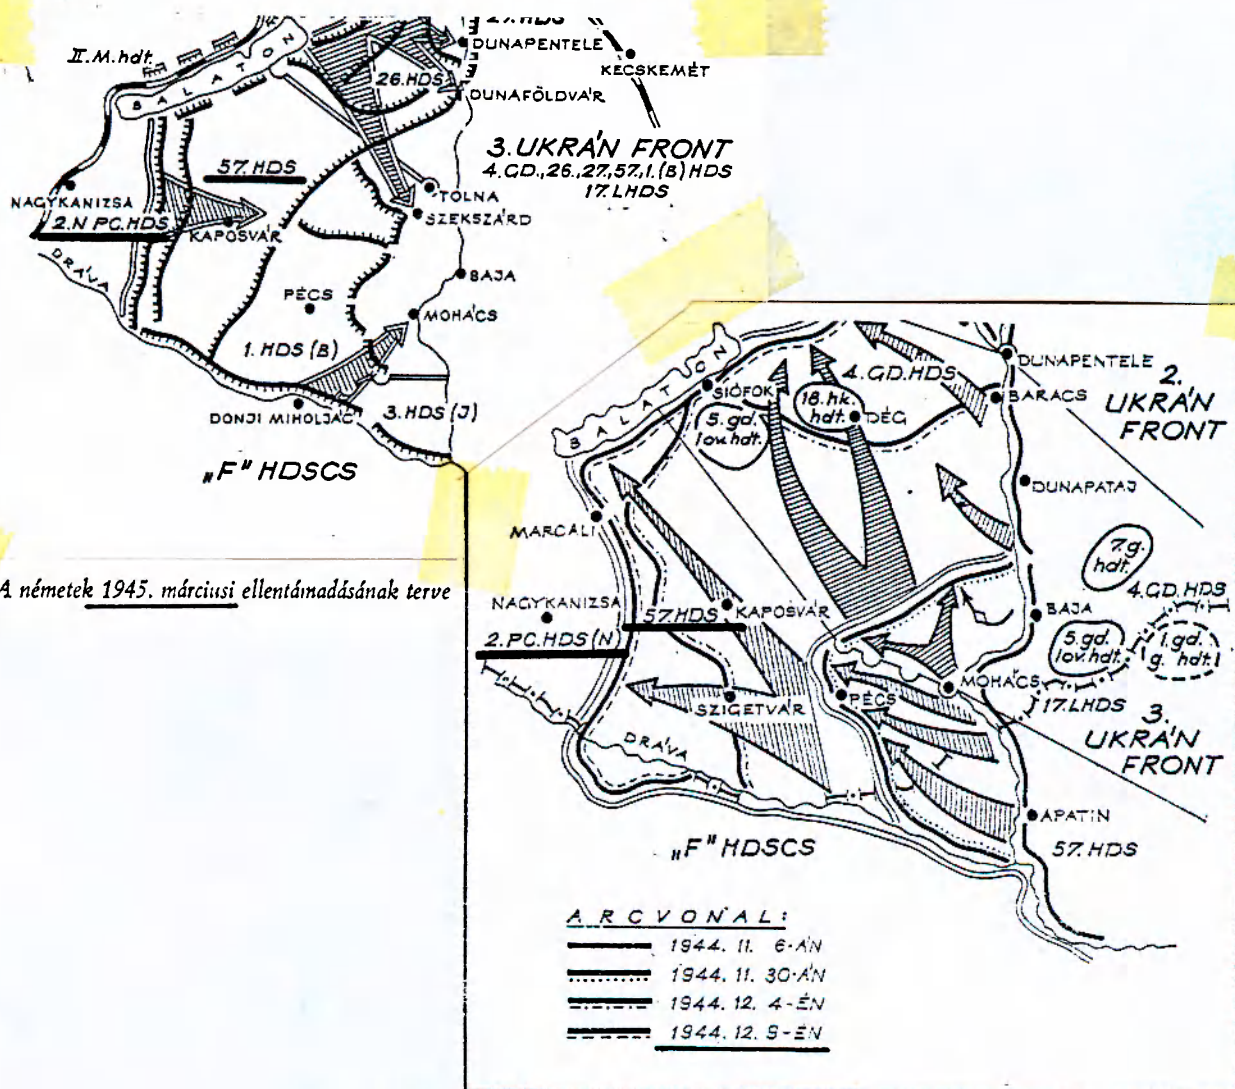 27. HDS
II. M. hdt.
BALATON
DUNAPENTELE
KECSKEMÉT
26. HDS
DUNAFÖLDVÁR
3. UKRÁN FRONT
4. GD., 26., 27., 57., 1. (B) HDS
17. LHDS
57. HDS
NAGYKANIZSA
2. N PC. HDS
KAPOSVÁR
TOLNA
SZEKSZÁRD
DRÁVA
BAJA
PÉCS
MOHÁCS
1. HDS (B)
DONJI MIHOLJAC
3. HDS (J)
„F" HDSCS
A németek 1945. márciusi ellentámadásának terve
BALATON
SIÓFOK
DUNAPENTELE
4. GD. HDS
BARACS
2.
UKRÁN
FRONT
18. hk.
hdt.
DÉG
5. gd.
lov. hdt.
DUNAPATAJ
MARCALI
7. g.
hdt.
4. GD. HDS
NAGYKANIZSA
57. HDS
KAPOSVÁR
BAJA
2. PC. HDS (N)
5. gd.
lov. hdt.
1. gd.
g. hdt.
MOHÁCS
17. LHDS
SZIGETVÁR
PÉCS
3.
UKRÁN
FRONT
DRÁVA
APATIN
„F" HDSCS
57. HDS
ARCVONAL:
1944. 11. 6-ÁN
1944. 11. 30-ÁN
1944. 12. 4-ÉN
1944. 12. 9-ÉN